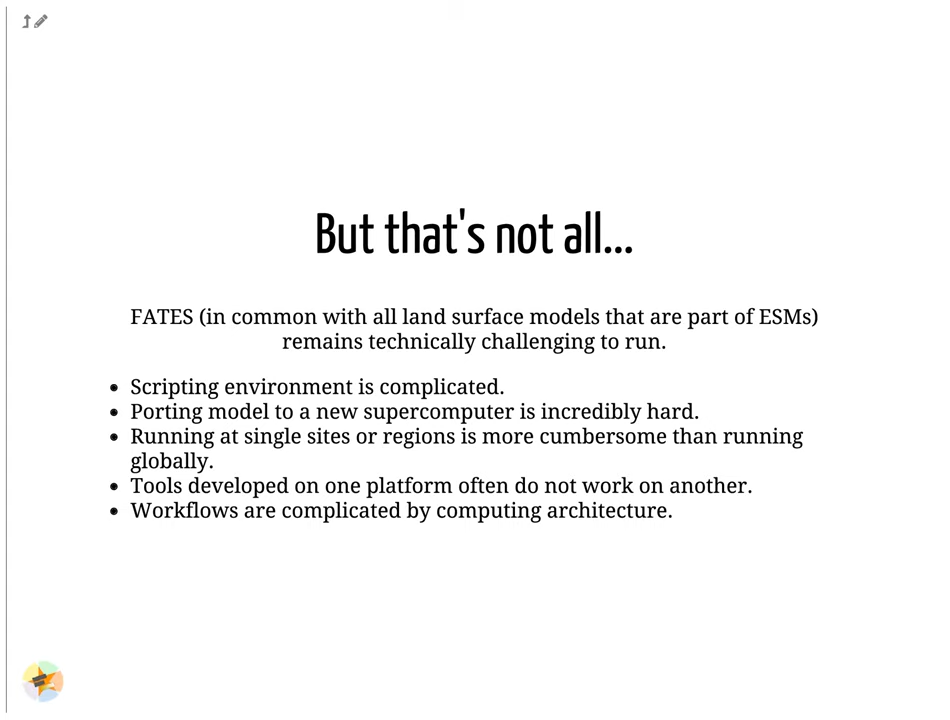 But that's not all...
FATES (in common with all land surface models that are part of ESMs)
remains technically challenging to run.
Scripting environment is complicated.
Porting model to a new supercomputer is incredibly hard.
Running at single sites or regions is more cumbersome than running
globally.
Tools developed on one platform often do not work on another.
Workflows are complicated by computing architecture.